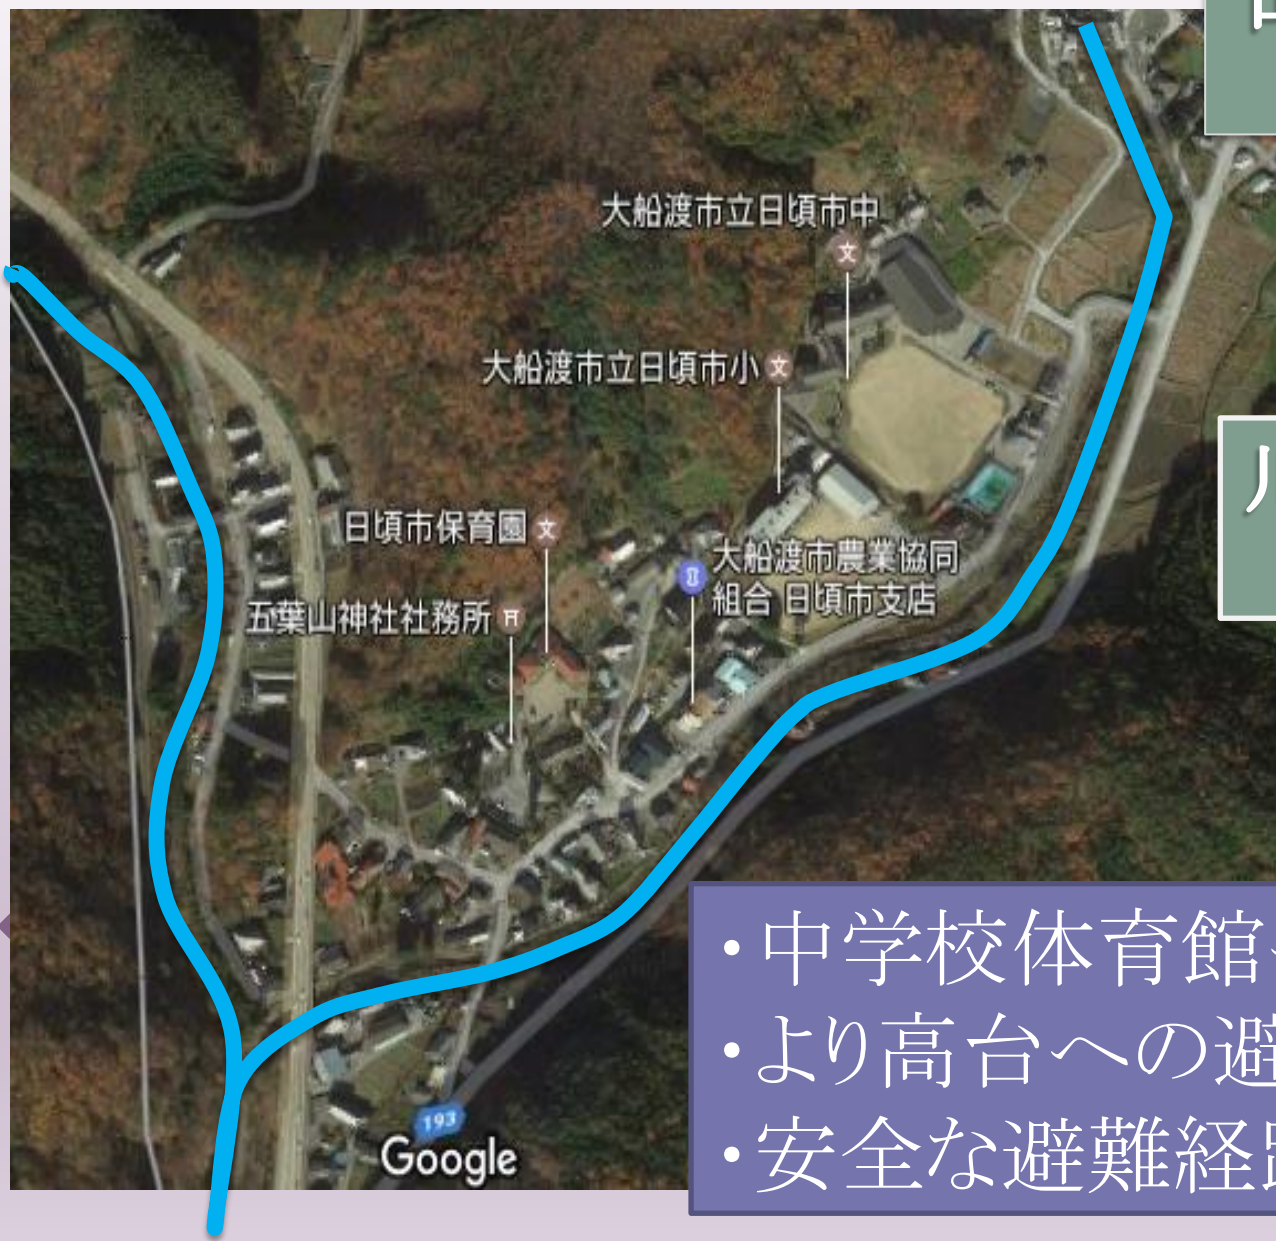 大船渡市立日頃市中
文
大船渡市立日頃市小
文
日頃市保育園
文
大船渡市農業協同
組合 日頃市支店
五葉山神社社務所
・中学校体育館
・より高台への避
・安全な避難経
193
Google